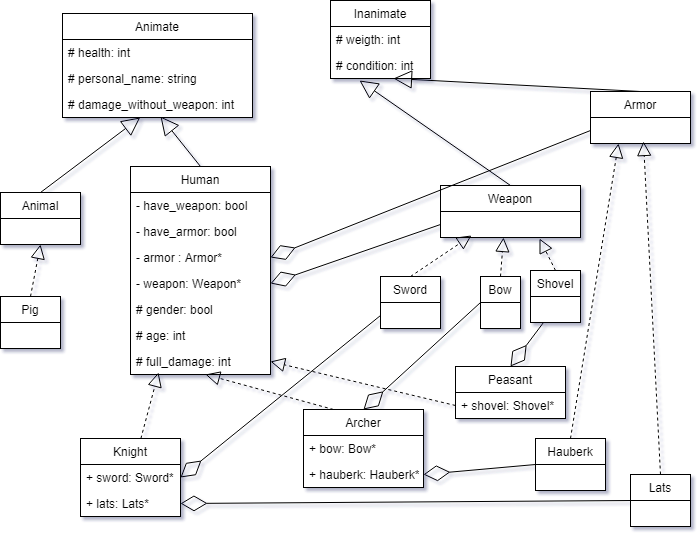 Animate
# health: int
# personal_name: string
# damage_without_weapon: int
Inanimate
# weigth: int
# condition: int
Armor
Animal
Human
- have_weapon: bool
- have_armor: bool
- armor : Armor*
- weapon: Weapon*
# gender: bool
# age: int
# full_damage: int
Weapon
Pig
Sword
Bow
Shovel
Peasant
+ shovel: Shovel*
Archer
+ bow: Bow*
+ hauberk: Hauberk*
Knight
+ sword: Sword*
+ lats: Lats*
Hauberk
Lats